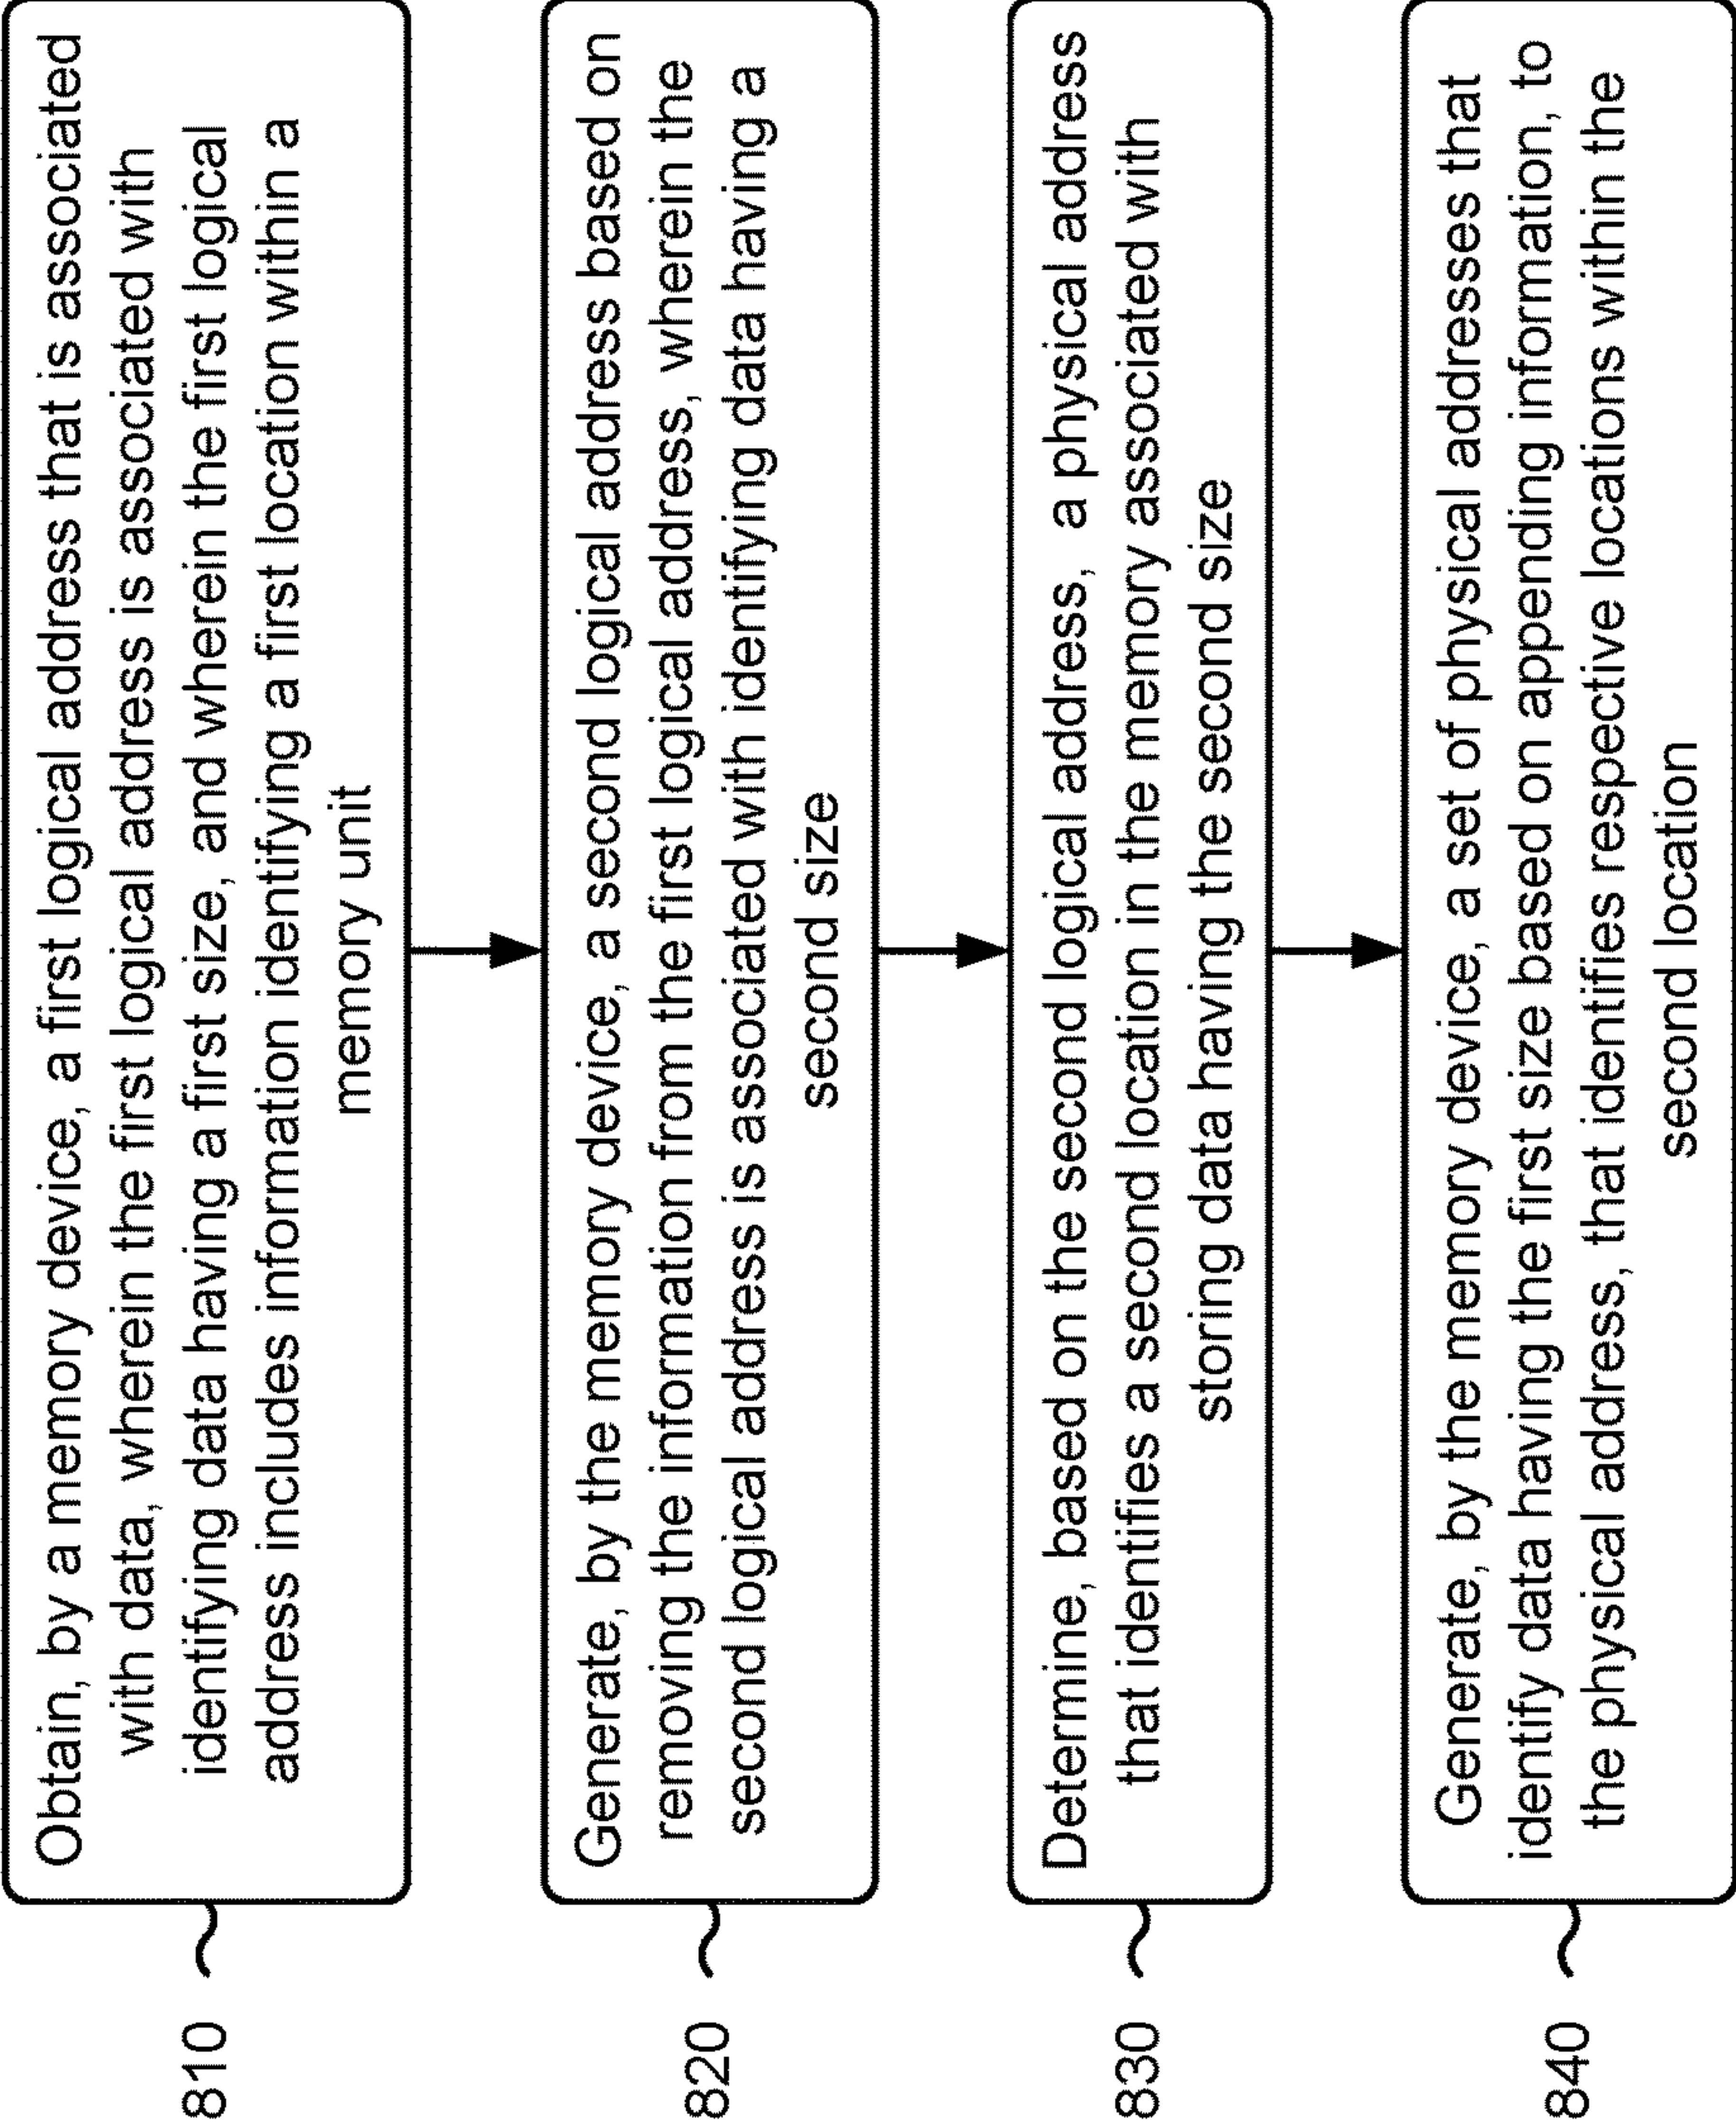 810
Obtain, by a memory device, a first logical address that is associated
with data, wherein the first logical address is associated with
identifying data having a first size, and wherein the first logical
address includes information identifying a first location within a
memory unit
820
Generate, by the memory device, a second logical address based on
removing the information from the first logical address, wherein the
second logical address is associated with identifying data having a
second size
830
Determine, based on the second logical address, a physical address
that identifies a second location in the memory associated with
storing data having the second size
840
Generate, by the memory device, a set of physical addresses that
identify data having the first size based on appending information, to
the physical address, that identifies respective locations within the
second location